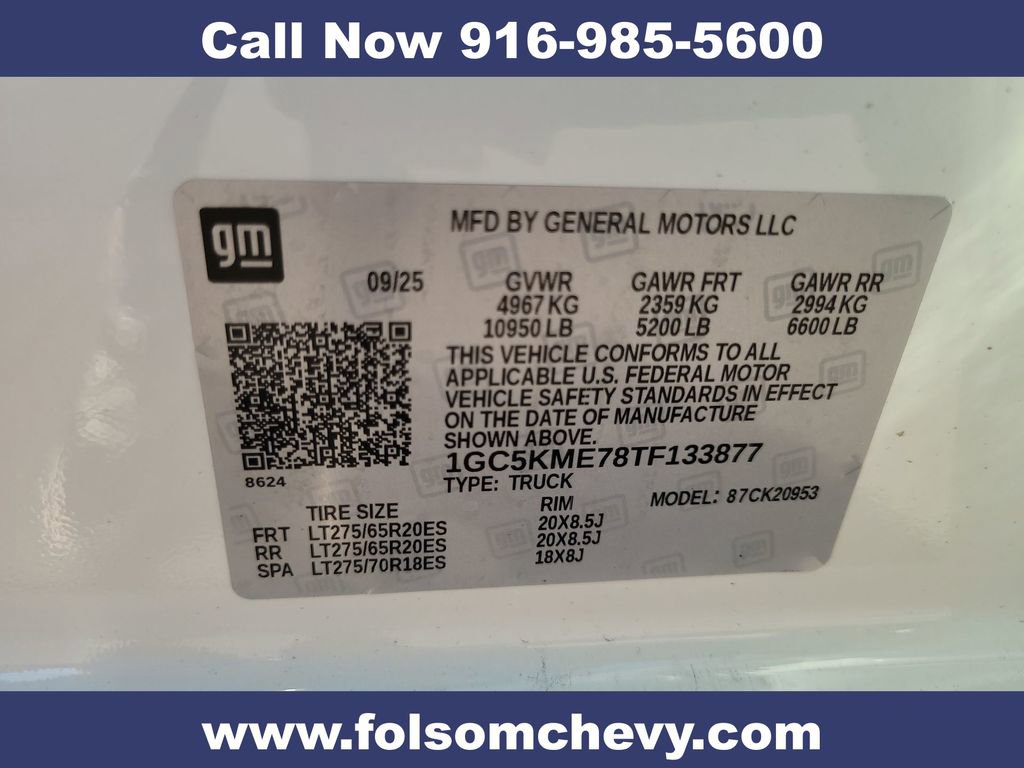 Call Now 916-985-5600
gm
MFD BY GENERAL MOTORS LLC
09/25 GVWR GAWR FRT GAWR RR
4967 KG 2359 KG 2994 KG
10950 LB 5200 LB 6600 LB
THIS VEHICLE CONFORMS TO ALL
APPLICABLE U.S. FEDERAL MOTOR
VEHICLE SAFETY STANDARDS IN EFFECT
ON THE DATE OF MANUFACTURE
SHOWN ABOVE.
1GC5KME78TF133877
8624
TYPE: TRUCK MODEL: 87CK20953
TIRE SIZE RIM
FRT LT275/65R20ES 20X8.5J
RR LT275/65R20ES 20X8.5J
SPA LT275/70R18ES 18X8J
www.folsomchevy.com